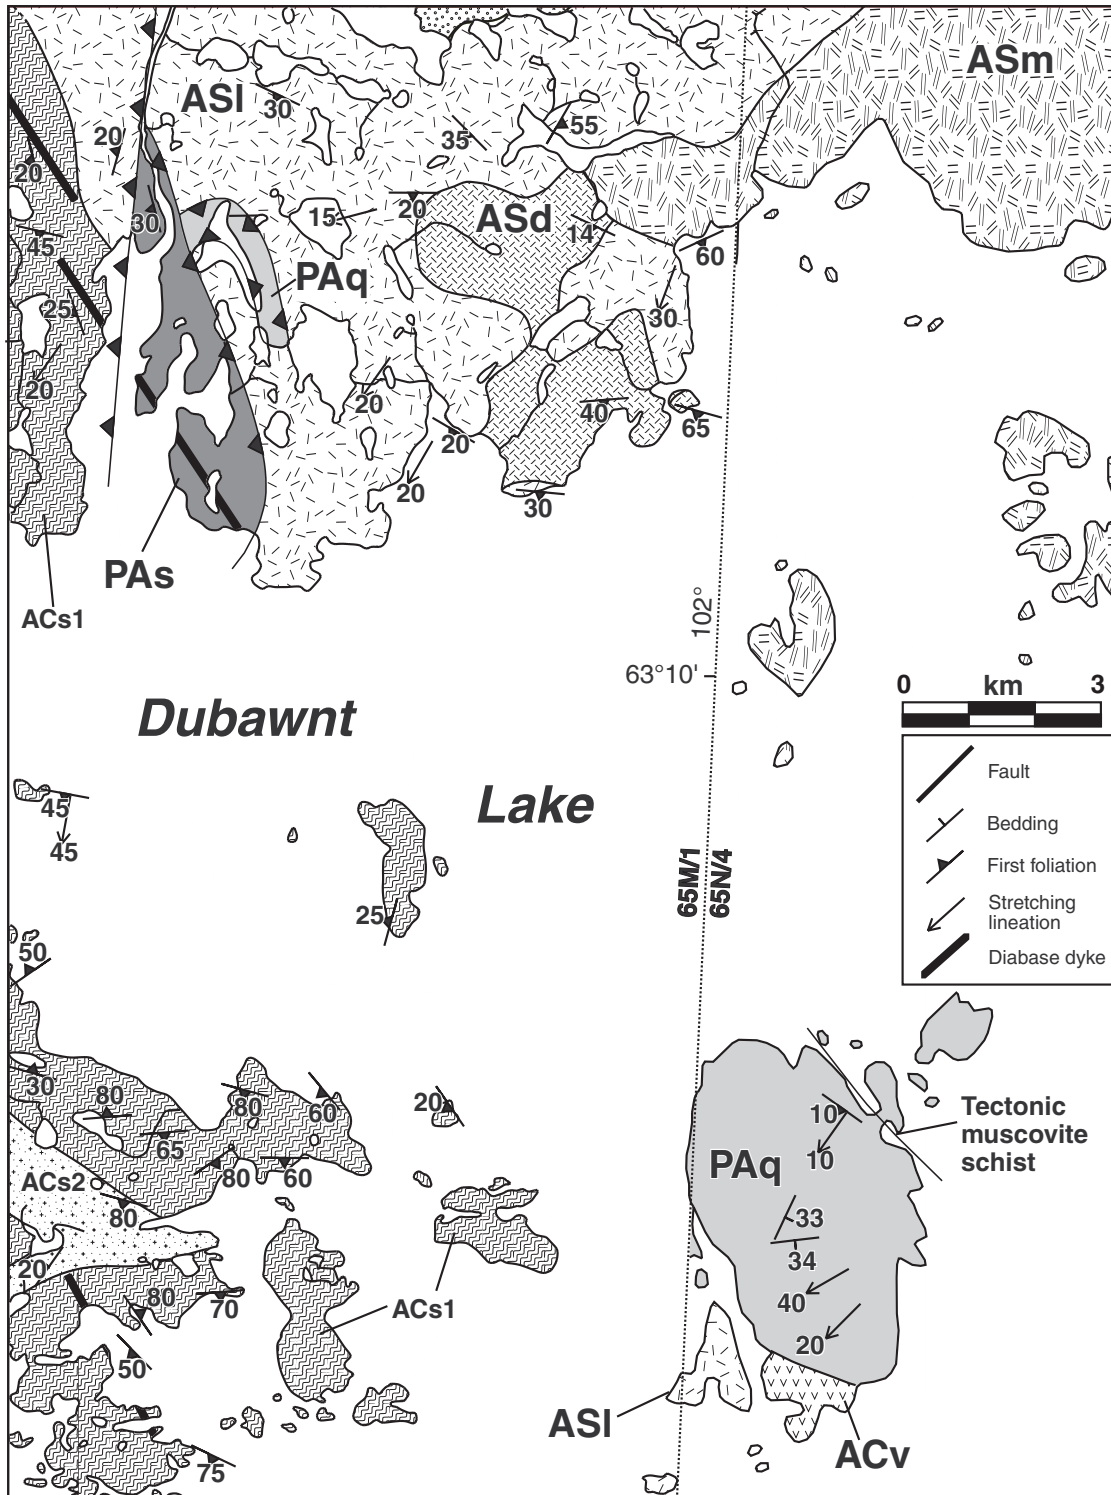 ASm
ASl
30
20
35
55
20
30
15
20
ASd
14
60
45
PAq
25
30
20
20
40
65
20
20
30
PAs
ACs1
102°
63°10'
0 km 3
Dubawnt
Lake
Fault
Bedding
First foliation
Stretching
lineation
Diabase dyke
45
45
65M/1
65N/4
25
50
30
80
80
60
20
65
80
60
ACs2
80
20
80
70
50
75
ACs1
10
10
PAq
33
34
40
20
Tectonic
muscovite
schist
ASl
ACv